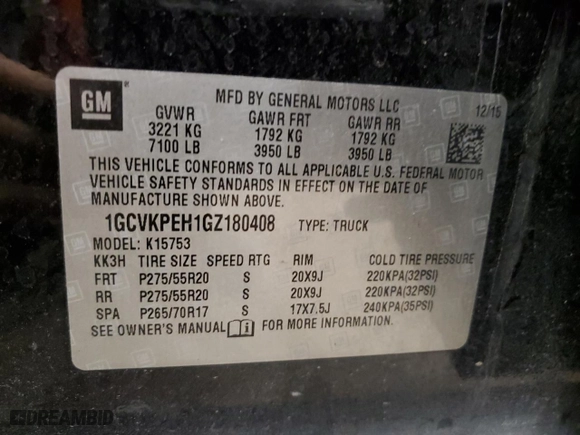 GM
MFD BY GENERAL MOTORS LLC
12/15
GVWR GAWR FRT GAWR RR
3221 KG 1792 KG 1792 KG
7100 LB 3950 LB 3950 LB
THIS VEHICLE CONFORMS TO ALL APPLICABLE U.S. FEDERAL MOTOR
VEHICLE SAFETY STANDARDS IN EFFECT ON THE DATE OF
MANUFACTURE SHOWN ABOVE.
1GCVKPEH1GZ180408 TYPE: TRUCK
MODEL: K15753
KK3H TIRE SIZE SPEED RTG RIM COLD TIRE PRESSURE
FRT P275/55R20 S 20X9J 220KPA(32PSI)
RR P275/55R20 S 20X9J 220KPA(32PSI)
SPA P265/70R17 S 17X7.5J 240KPA(35PSI)
SEE OWNER'S MANUAL FOR MORE INFORMATION.
DREAMBID